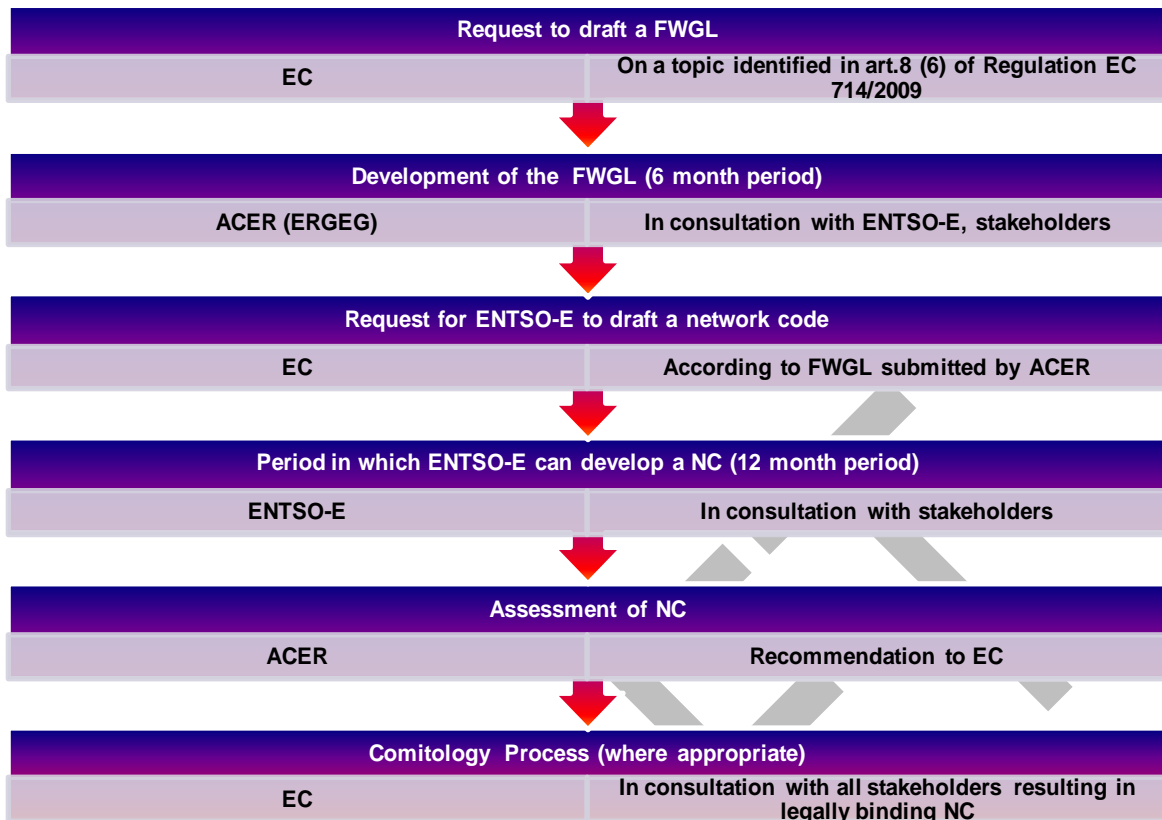 Request to draft a FWGL
EC
On a topic identified in art.8 (6) of Regulation EC
714/2009
Development of the FWGL (6 month period)
ACER (ERGEG)
In consultation with ENTSO-E, stakeholders
Request for ENTSO-E to draft a network code
EC
According to FWGL submitted by ACER
Period in which ENTSO-E can develop a NC (12 month period)
ENTSO-E
In consultation with stakeholders
Assessment of NC
ACER
Recommendation to EC
Comitology Process (where appropriate)
EC
In consultation with all stakeholders resulting in
legally binding NC